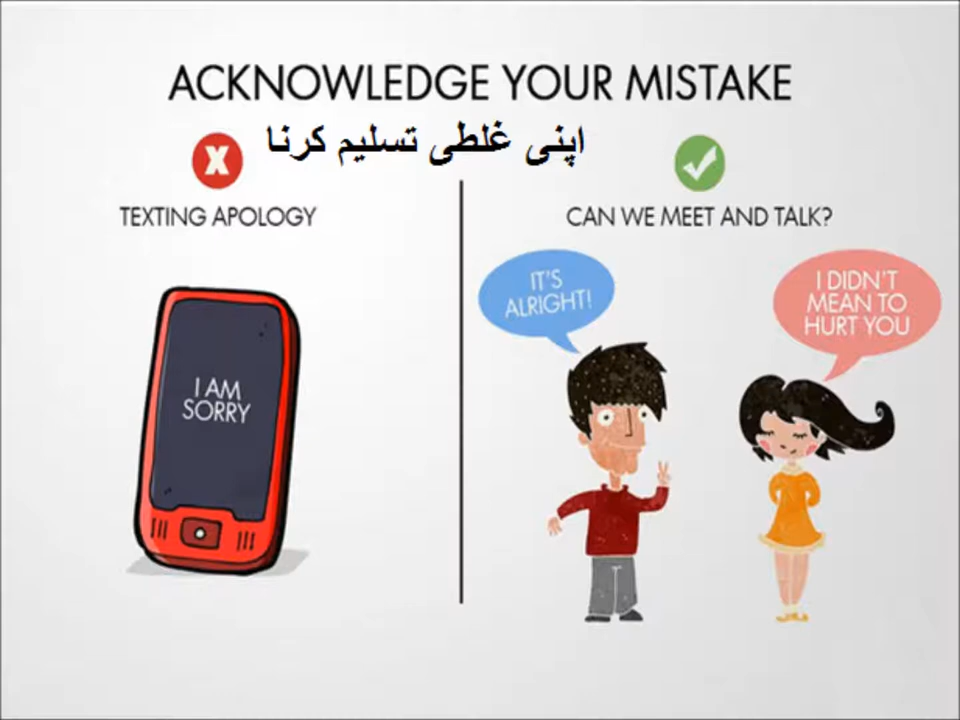 ACKNOWLEDGE YOUR MISTAKE
اپنی غلطی تسلیم کرنا
X
TEXTING APOLOGY
I AM
SORRY
CAN WE MEET AND TALK?
IT'S
ALRIGHT!
I DIDN'T
MEAN TO
HURT YOU